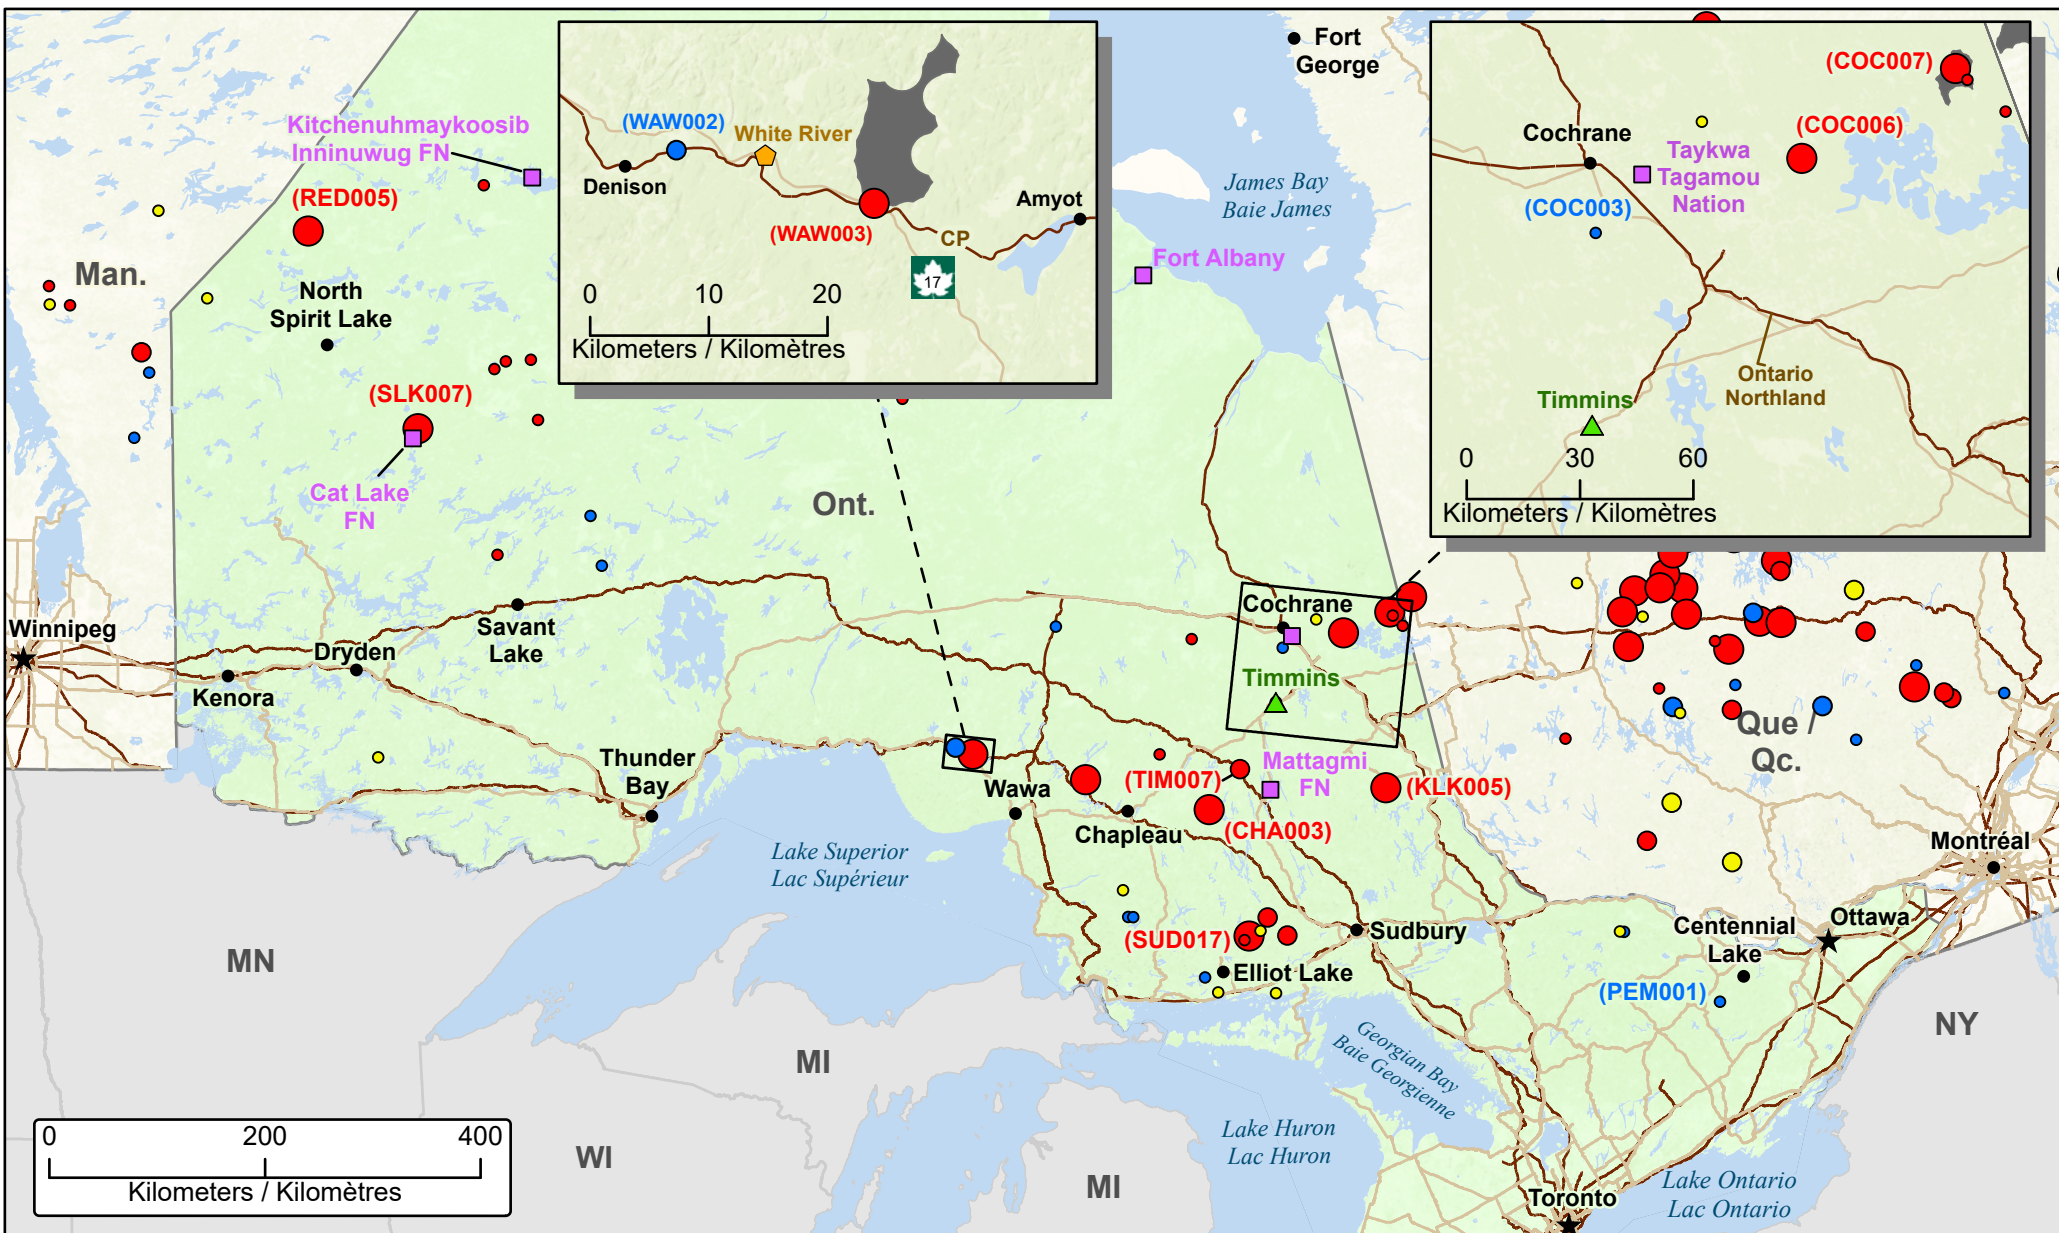 Fort
George
(COC007)
(COC006)
Cochrane
Taykwa
Tagamou
Nation
(COC003)
Ontario
Northland
Timmins
0 30 60
Kilometers / Kilomètres
(WAW002)
White River
Denison
Amyot
(WAW003)
CP
17
0 10 20
Kilometers / Kilomètres
Kitchenuhmaykoosib
Inninuwug FN
(RED005)
Man.
North
Spirit Lake
(SLK007)
Cat Lake
FN
Ont.
James Bay
Baie James
Fort Albany
Winnipeg
Kenora
Dryden
Savant
Lake
Thunder
Bay
Cochrane
Timmins
Wawa
Chapleau
(TIM007)
Mattagmi
FN
(CHA003)
(KLK005)
Que /
Qc.
Montréal
Lake Superior
Lac Supérieur
(SUD017)
Sudbury
Elliot Lake
Centennial
Lake
Ottawa
(PEM001)
MN
MI
WI
MI
NY
Georgian Bay
Baie Georgienne
Lake Huron
Lac Huron
Toronto
Lake Ontario
Lac Ontario
0 200 400
Kilometers / Kilomètres